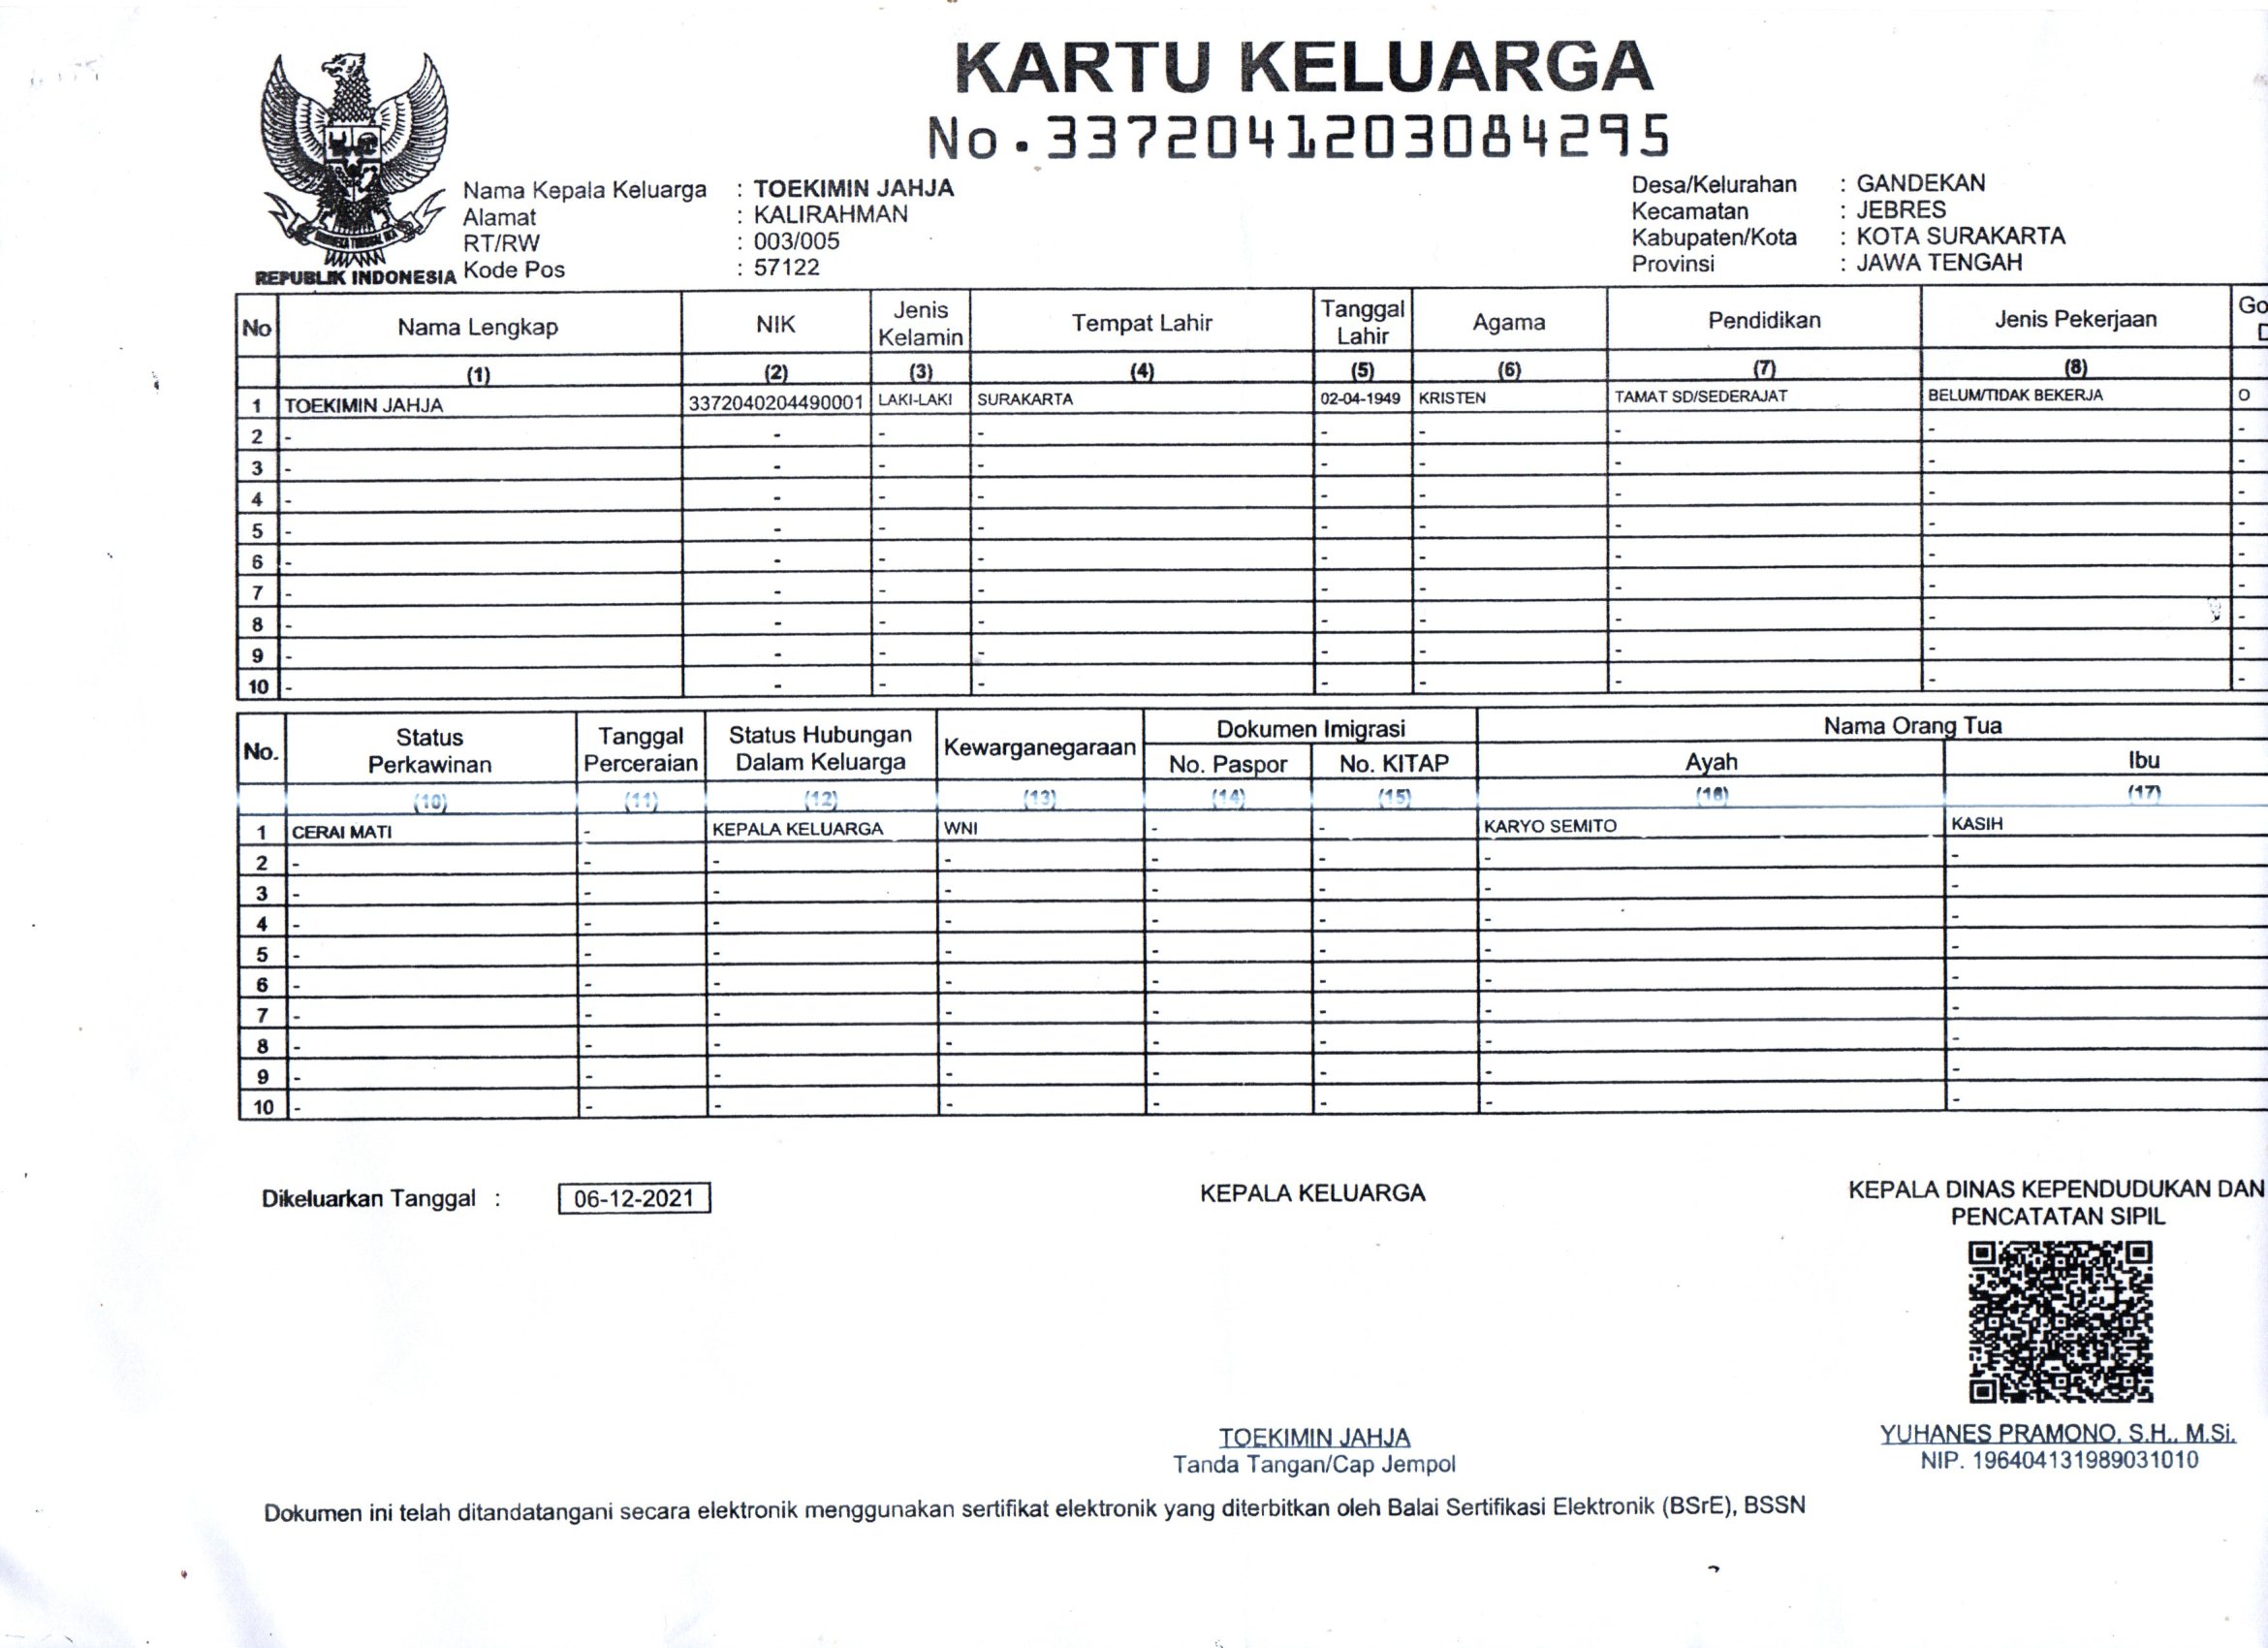 KARTU KELUARGA
No.3372041203084295
REPUBLIK INDONESIA
Nama Kepala Keluarga : TOEKIMIN JAHJA
Alamat : KALIRAHMAN
RT/RW : 003/005
Kode Pos : 57122
Desa/Kelurahan : GANDEKAN
Kecamatan : JEBRES
Kabupaten/Kota : KOTA SURAKARTA
Provinsi : JAWA TENGAH
No Nama Lengkap NIK Jenis Kelamin Tempat Lahir Tanggal Lahir Agama Pendidikan Jenis Pekerjaan
(1) (2) (3) (4) (5) (6) (7) (8)
1 TOEKIMIN JAHJA 3372040204490001 LAKI-LAKI SURAKARTA 02-04-1949 KRISTEN TAMAT SD/SEDERAJAT BELUM/TIDAK BEKERJA O
2 - - - - - - - - -
3 - - - - - - - - -
4 - - - - - - - - -
5 - - - - - - - - -
6 - - - - - - - - -
7 - - - - - - - - -
8 - - - - - - - - -
9 - - - - - - - - -
10 - - - - - - - - -
No. Status Perkawinan Tanggal Perceraian Status Hubungan Dalam Keluarga Kewarganegaraan Dokumen Imigrasi Nama Orang Tua
No. Paspor No. KITAP Ayah Ibu
(10) (11) (12) (13) (14) (15) (16) (17)
1 CERAI MATI - KEPALA KELUARGA WNI - - KARYO SEMITO KASIH
2 - - - - - - - -
3 - - - - - - - -
4 - - - - - - - -
5 - - - - - - - -
6 - - - - - - - -
7 - - - - - - - -
8 - - - - - - - -
9 - - - - - - - -
10 - - - - - - - -
Dikeluarkan Tanggal : 06-12-2021
KEPALA KELUARGA
TOEKIMIN JAHJA
Tanda Tangan/Cap Jempol
KEPALA DINAS KEPENDUDUKAN DAN
PENCATATAN SIPIL
YUHANES PRAMONO, S.H., M.Si.
NIP. 196404131989031010
Dokumen ini telah ditandatangani secara elektronik menggunakan sertifikat elektronik yang diterbitkan oleh Balai Sertifikasi Elektronik (BSrE), BSSN